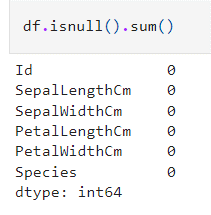 df.isnull().sum()
Id 0
SepalLengthCm 0
SepalWidthCm 0
PetalLengthCm 0
PetalWidthCm 0
Species 0
dtype: int64